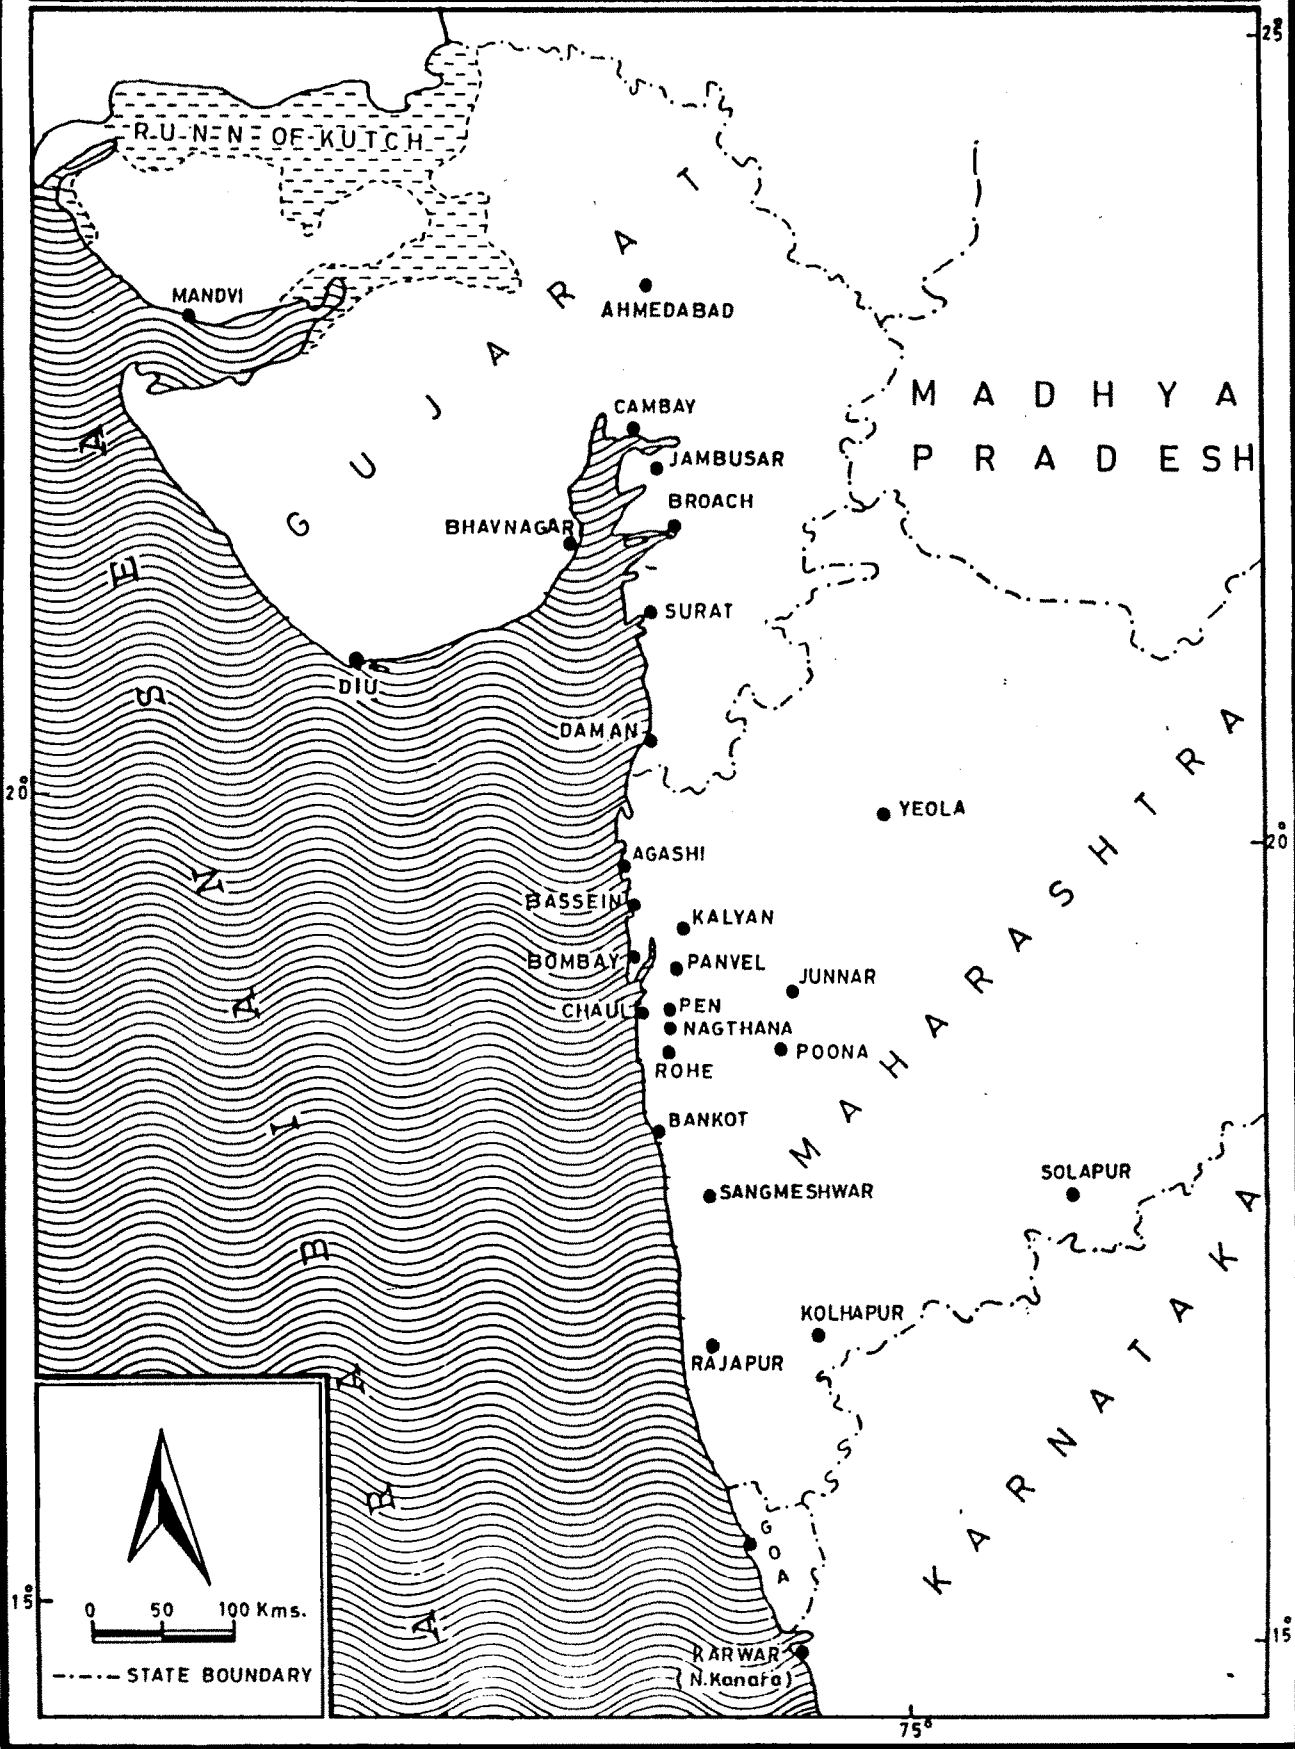 25°
RUNN OF KUTCH
GUJARAT
MANDVI
AHMEDABAD
MADHYA
PRADESH
CAMBAY
JAMBUSAR
BROACH
BHAVNAGAR
SURAT
DIU
DAMAN
20°
20°
YEOLA
AGASHI
BASSEIN
KALYAN
BOMBAY
PANVEL
JUNNAR
CHAUL
PEN
NAGTHANA
POONA
ROHE
BANKOT
MAHARASHTRA
SANGMESHWAR
SOLAPUR
KOLHAPUR
RAJAPUR
KARNATAKA
ARABIAN SEA
GOA
KARWAR
(N.Kanara)
15°
15°
75°
0 50 100 Kms.
STATE BOUNDARY